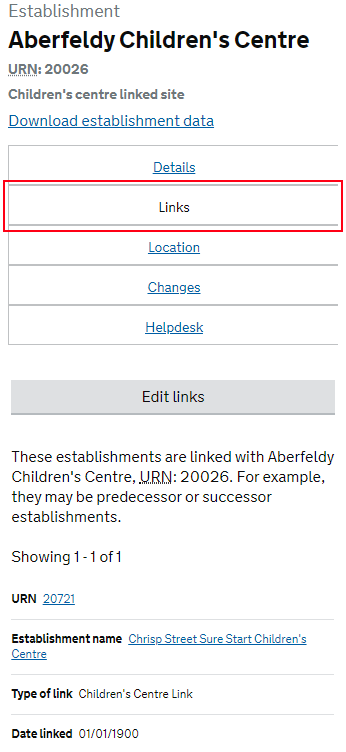 Establishment
Aberfeldy Children's Centre
URN: 20026
Children's centre linked site
Download establishment data
Details
Links
Location
Changes
Helpdesk
Edit links
These establishments are linked with Aberfeldy
Children's Centre, URN: 20026. For example,
they may be predecessor or successor
establishments.
Showing 1 - 1 of 1
URN 20721
Establishment name Chrisp Street Sure Start Children's
Centre
Type of link Children's Centre Link
Date linked 01/01/1900